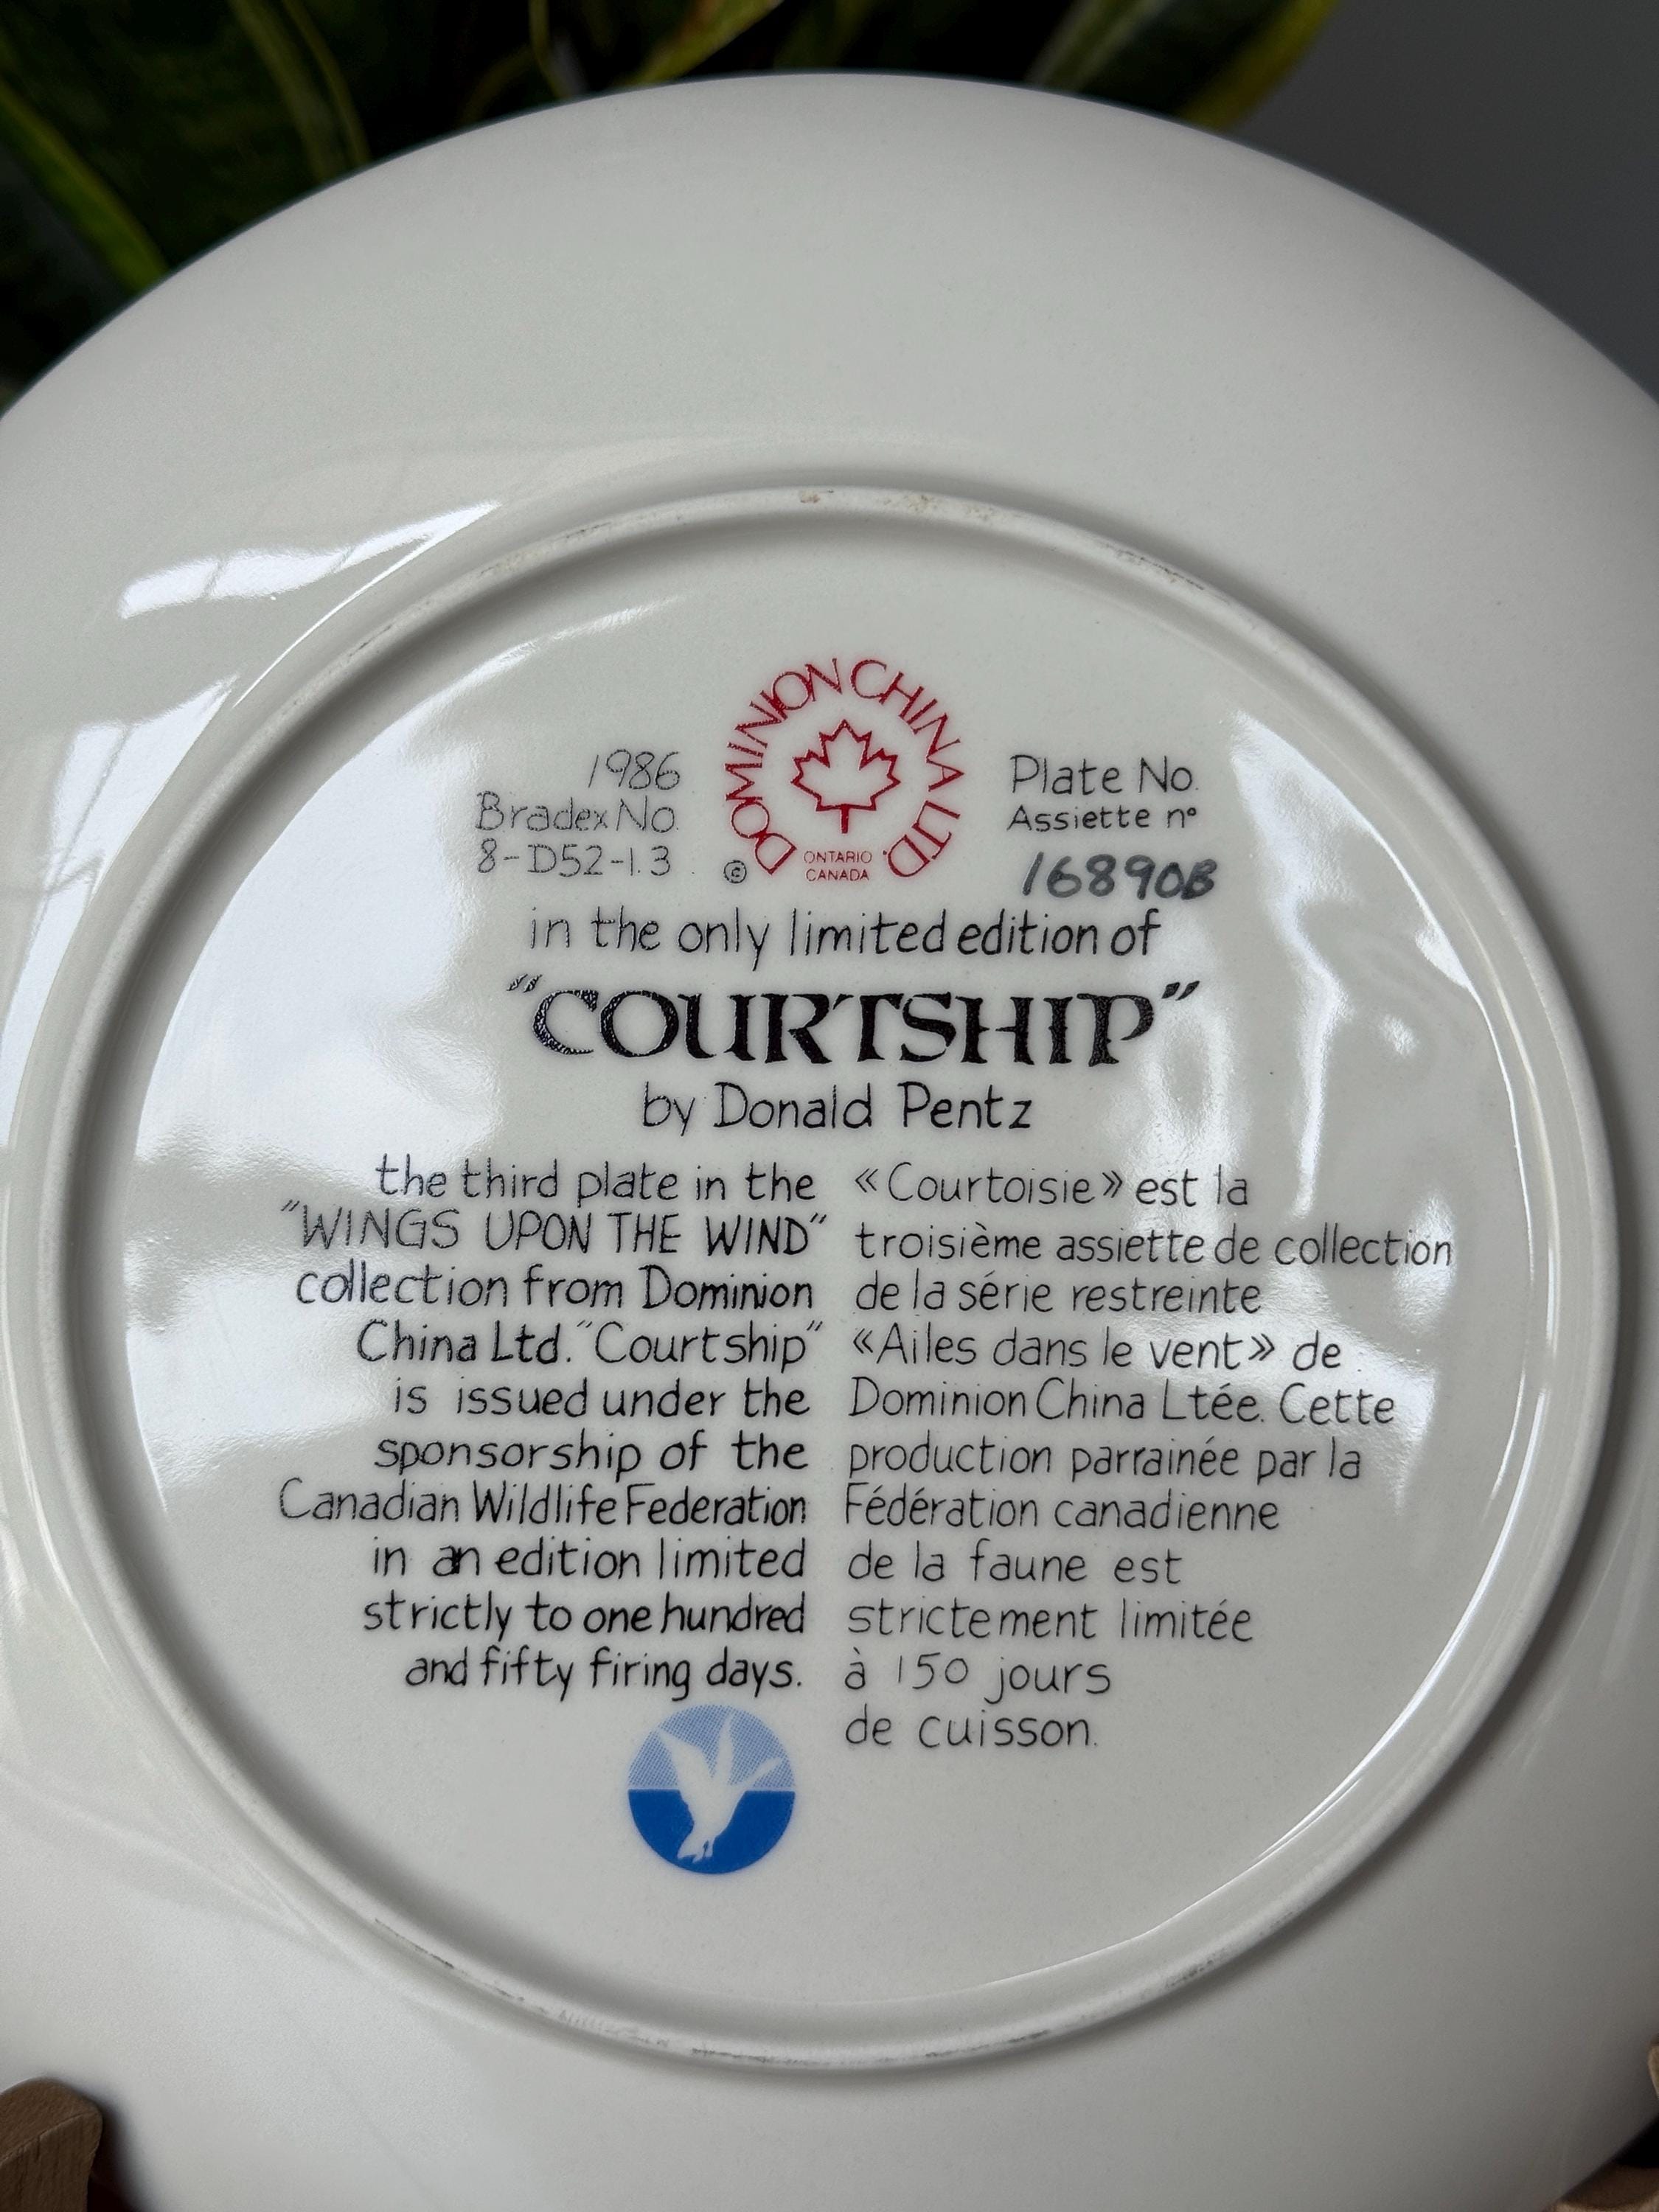 1986
Bradex No.
8-D52-1.3
©
DOMINION CHINA LTD.
ONTARIO
CANADA
Plate No.
Assiette nº
16890B
in the only limited edition of
"COURTSHIP"
by Donald Pentz
the third plate in the
"WINGS UPON THE WIND"
collection from Dominion
China Ltd. "Courtship"
is issued under the
sponsorship of the
Canadian Wildlife Federation
in an edition limited
strictly to one hundred
and fifty firing days.
«Courtoisie» est la
troisième assiette de collection
de la série restreinte
«Ailes dans le vent» de
Dominion China Ltée. Cette
production parrainée par la
Fédération canadienne
de la faune est
strictement limitée
à 150 jours
de cuisson.